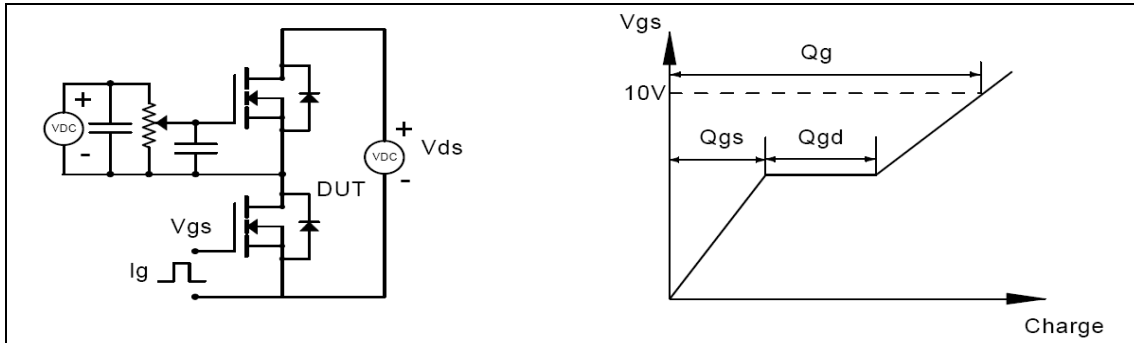 VDC
+
-
VDC
+
-
Vds
DUT
Vgs
Ig
Vgs
Qg
10V
Qgs
Qgd
Charge